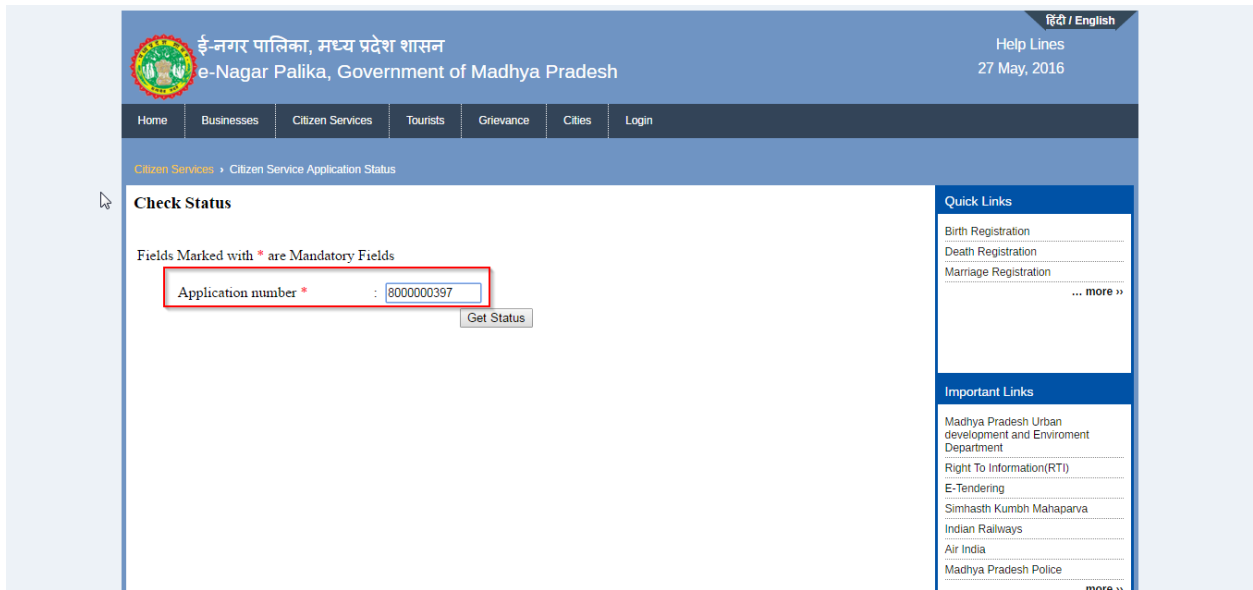 हिंदी / English
ई-नगर पालिका, मध्य प्रदेश शासन
e-Nagar Palika, Government of Madhya Pradesh
Help Lines
27 May, 2016
Home Businesses Citizen Services Tourists Grievance Cities Login
Citizen Services › Citizen Service Application Status
Check Status
Fields Marked with * are Mandatory Fields
Application number * : 8000000397
Get Status
Quick Links
Birth Registration
Death Registration
Marriage Registration
... more ››
Important Links
Madhya Pradesh Urban
development and Enviroment
Department
Right To Information(RTI)
E-Tendering
Simhasth Kumbh Mahaparva
Indian Railways
Air India
Madhya Pradesh Police
more ››